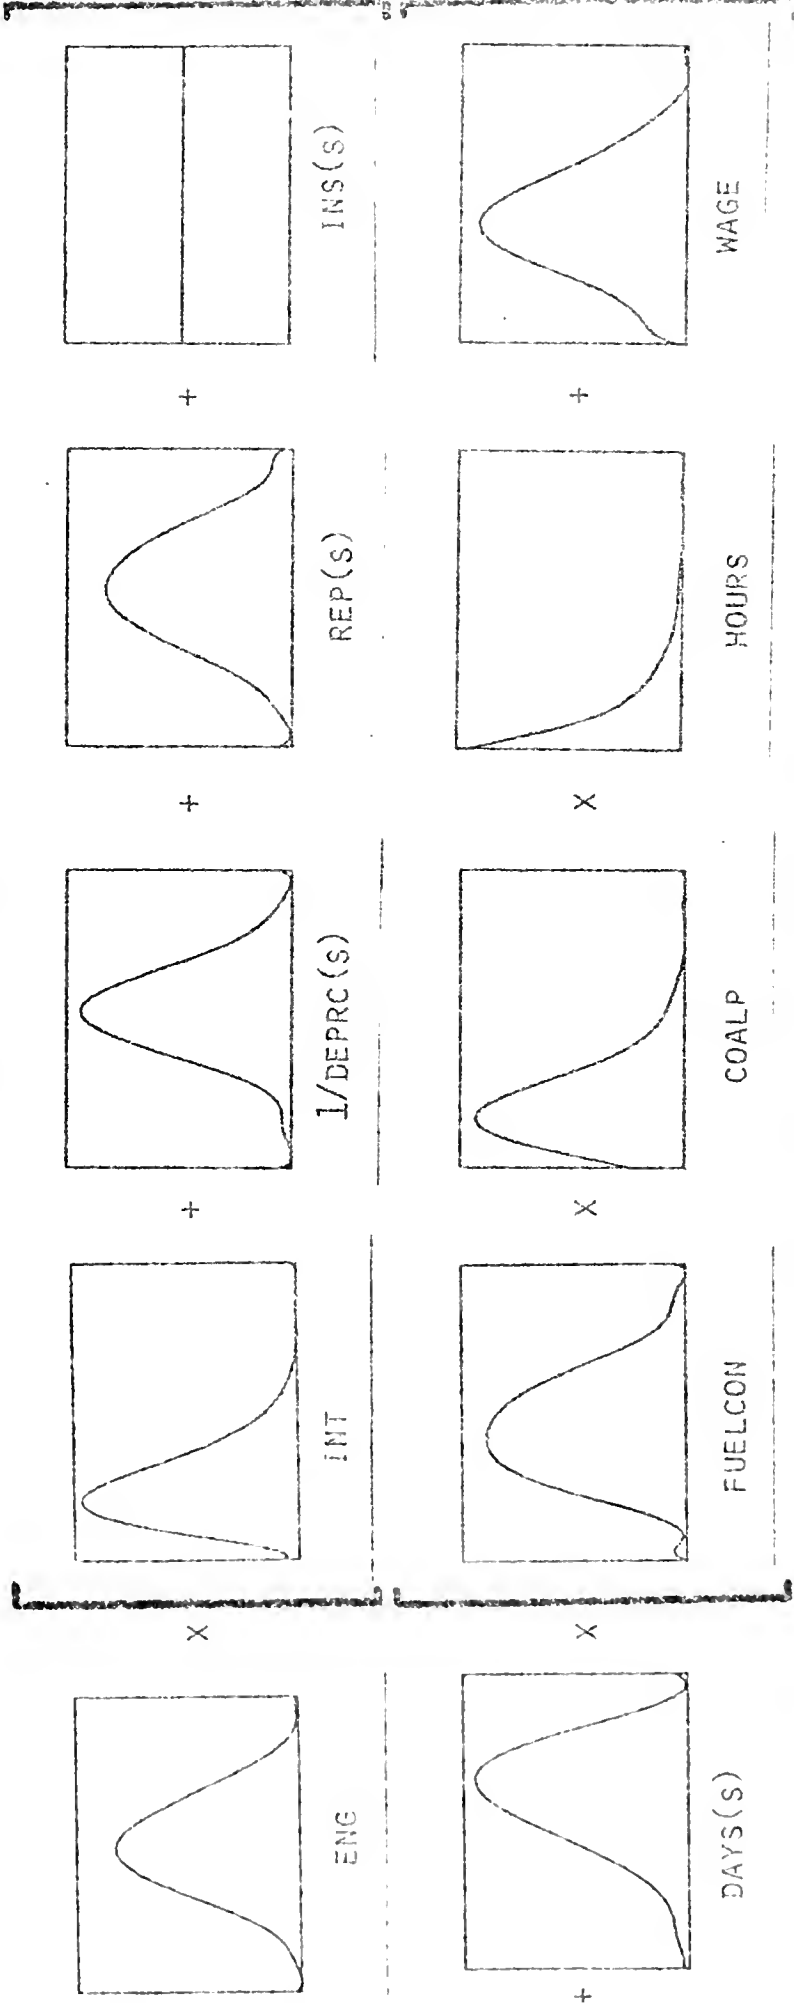 ENG X [ INT + 1/DEPRC(s) + REP(s) + INS(s) ]
+ DAYS(s) X [ FUELCON X COALP X HOURS + WAGE ]